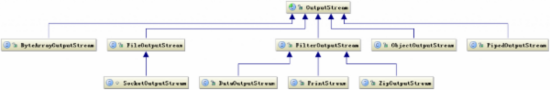 OutputStream
ByteArrayOutputStream
FileOutputStream
FilterOutputStream
ObjectOutputStream
PipedOutputStream
SocketOutputStream
DataOutputStream
PrintStream
ZipOutputStream